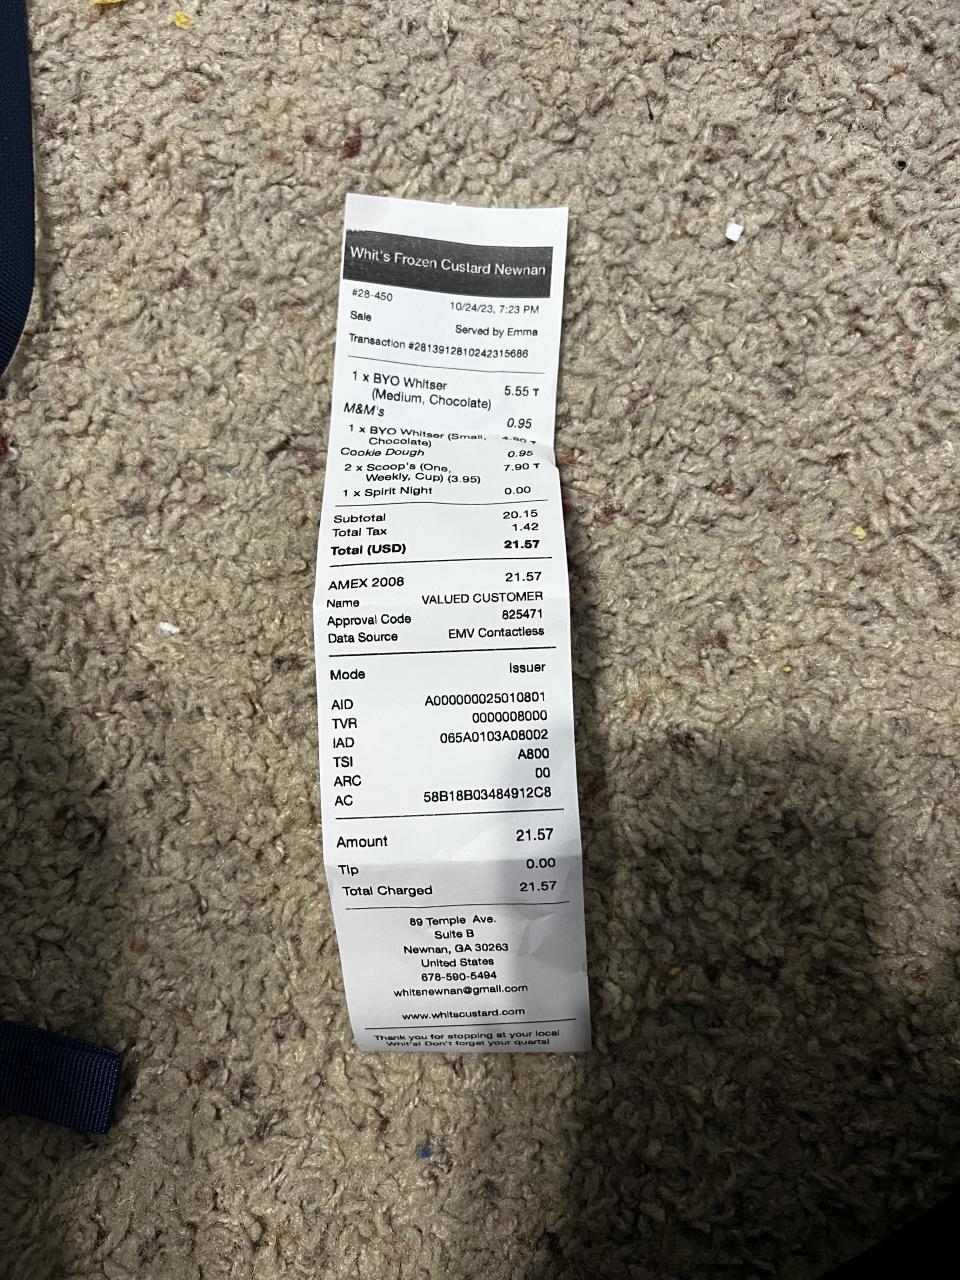 Whit's Frozen Custard Newnan
#28-450 10/24/23, 7:23 PM
Sale Served by Emma
Transaction #2813912810242315686
1 x BYO Whitser 5.55 T
(Medium, Chocolate)
M&M's 0.95
1 x BYO Whitser (Small, 4.80 T
Chocolate)
Cookie Dough 0.95
2 x Scoop's (One, 7.90 T
Weekly, Cup) (3.95)
1 x Spirit Night 0.00
Subtotal 20.15
Total Tax 1.42
Total (USD) 21.57
AMEX 2008 21.57
Name VALUED CUSTOMER
Approval Code 825471
Data Source EMV Contactless
Mode Issuer
AID A000000025010801
TVR 0000008000
IAD 065A0103A08002
TSI A800
ARC 00
AC 58B18B03484912C8
Amount 21.57
Tip 0.00
Total Charged 21.57
89 Temple Ave.
Suite B
Newnan, GA 30263
United States
678-590-5494
whitsnewnan@gmail.com
www.whitscustard.com
Thank you for stopping at your local
Whit's! Don't forget your quarts!